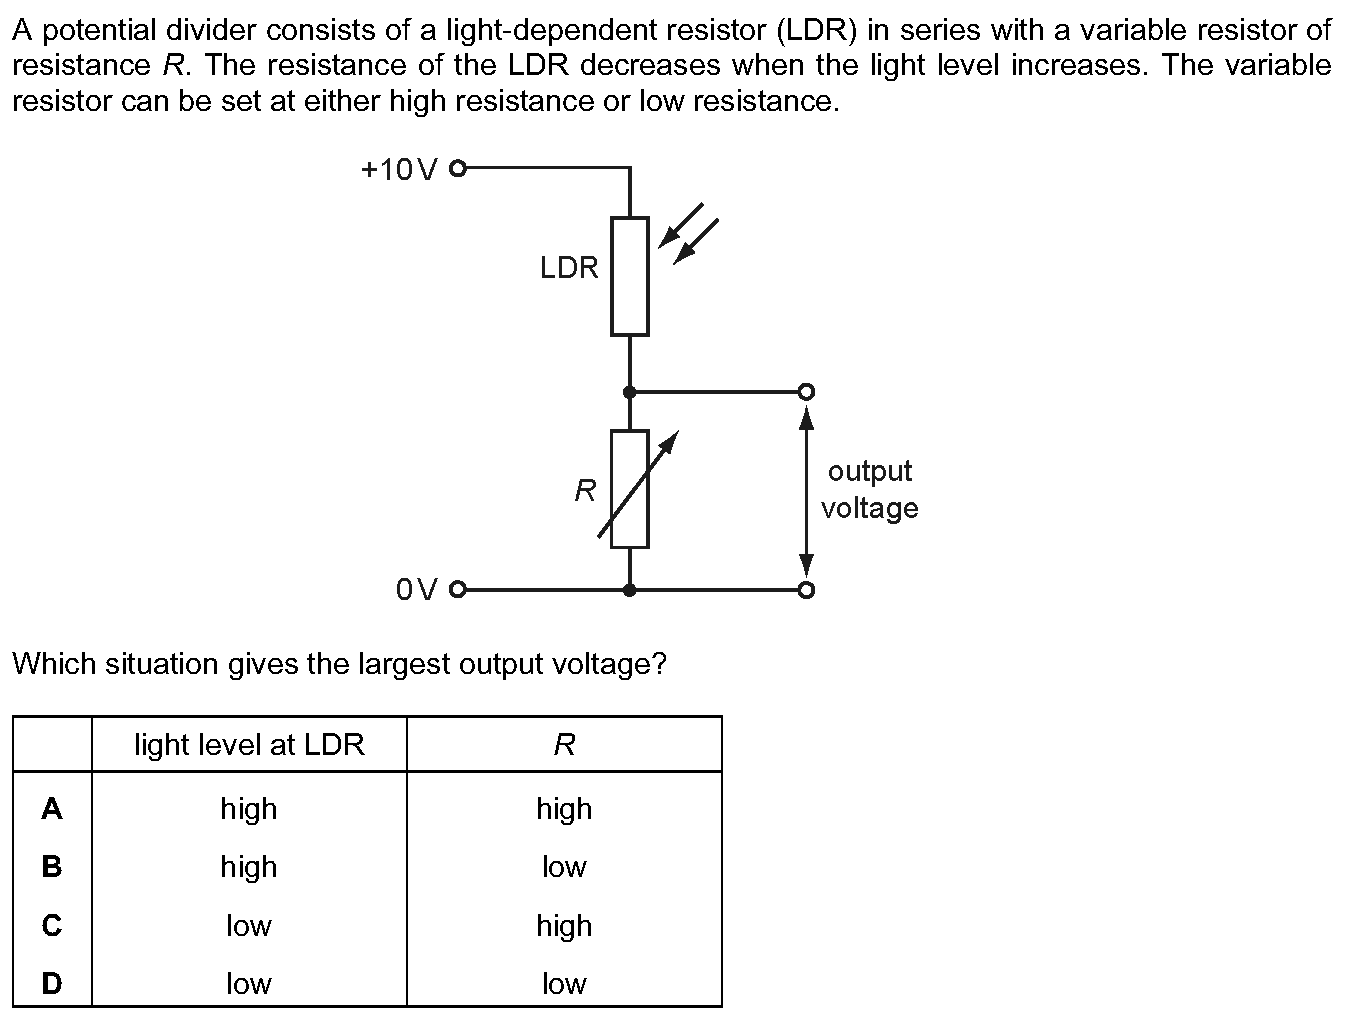 A potential divider consists of a light-dependent resistor (LDR) in series with a variable resistor of
resistance R. The resistance of the LDR decreases when the light level increases. The variable
resistor can be set at either high resistance or low resistance.
+10V
LDR
R
output
voltage
0V
Which situation gives the largest output voltage?
light level at LDR R
A high high
B high low
C low high
D low low